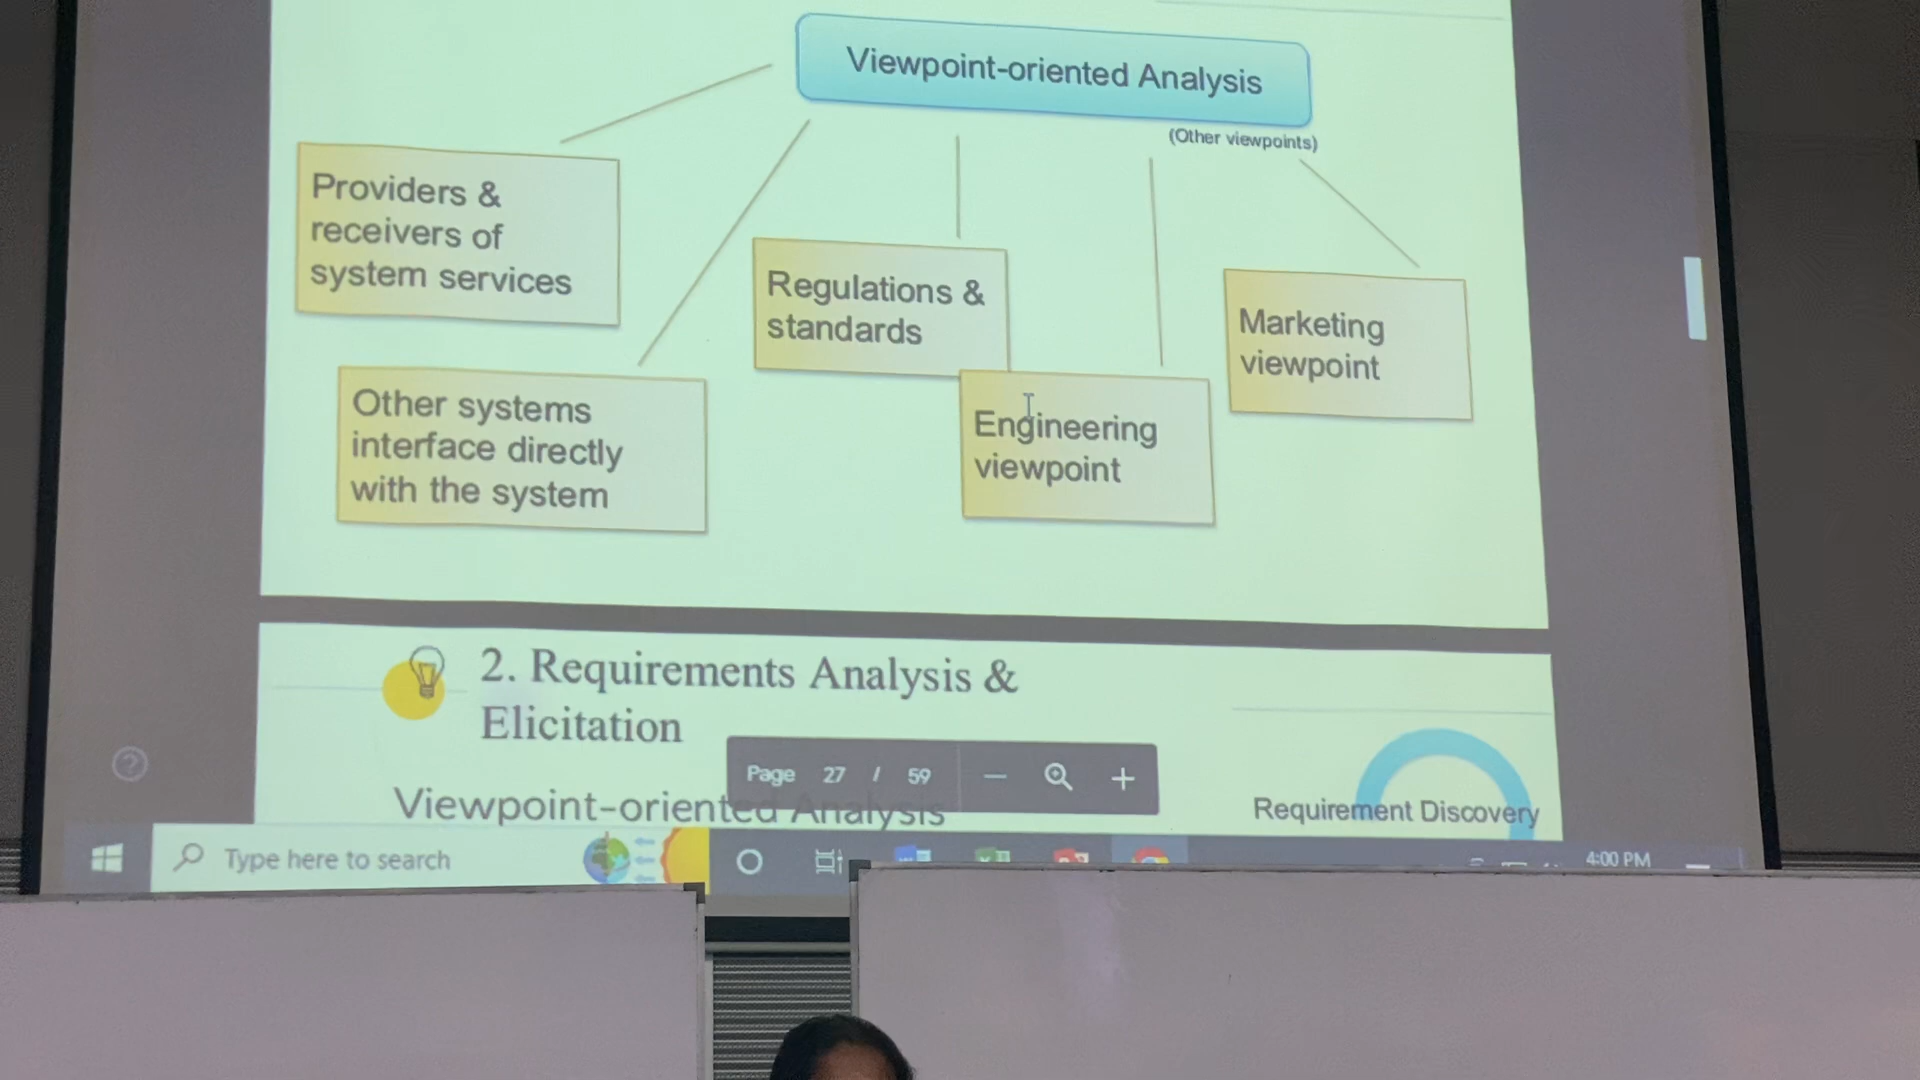 Viewpoint-oriented Analysis
(Other viewpoints)
Providers &
receivers of
system services
Regulations &
standards
Marketing
viewpoint
Other systems
interface directly
with the system
Engineering
viewpoint
2. Requirements Analysis &
Elicitation
Page 27 / 59
Viewpoint-oriented Analysis
Requirement Discovery
Type here to search
4:00 PM